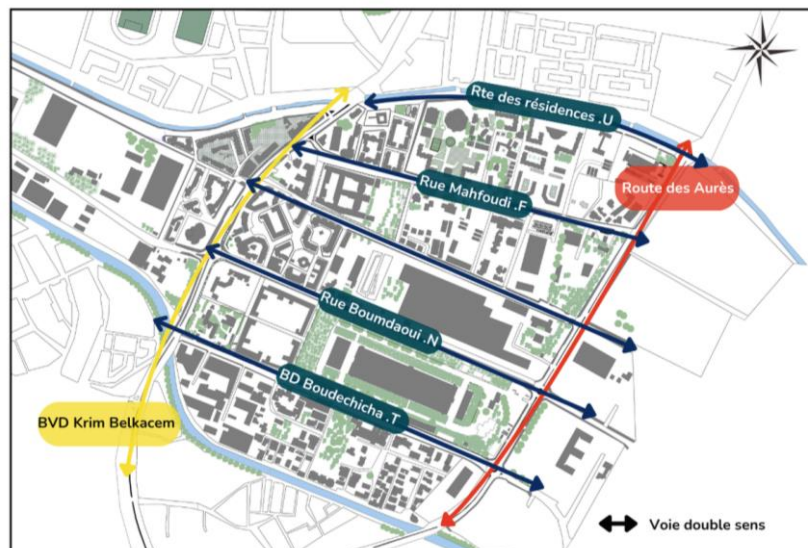 Rte des résidences .U
Rue Mahfoudi .F
Route des Aurès
Rue Boumdaoui .N
BD Boudechicha .T
BVD Krim Belkacem
Voie double sens